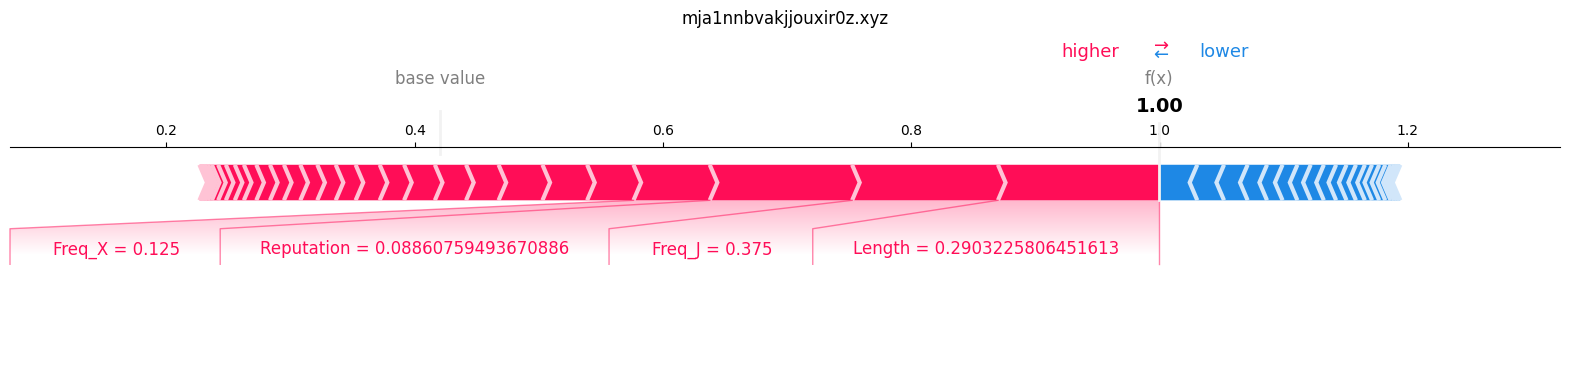 mja1nnbvakjjouxir0z.xyz
higher ⇄ lower
base value f(x)
1.00
0.2 0.4 0.6 0.8 1.0 1.2
Freq_X = 0.125 Reputation = 0.08860759493670886 Freq_J = 0.375 Length = 0.2903225806451613